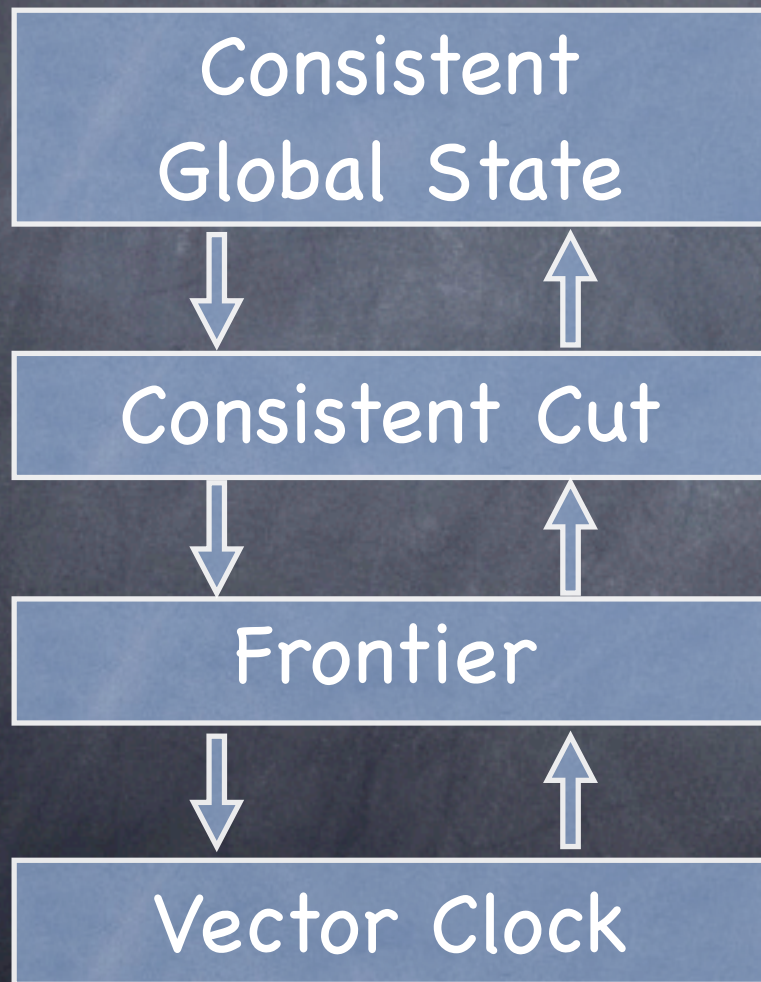 Consistent
Global State
Consistent Cut
Frontier
Vector Clock